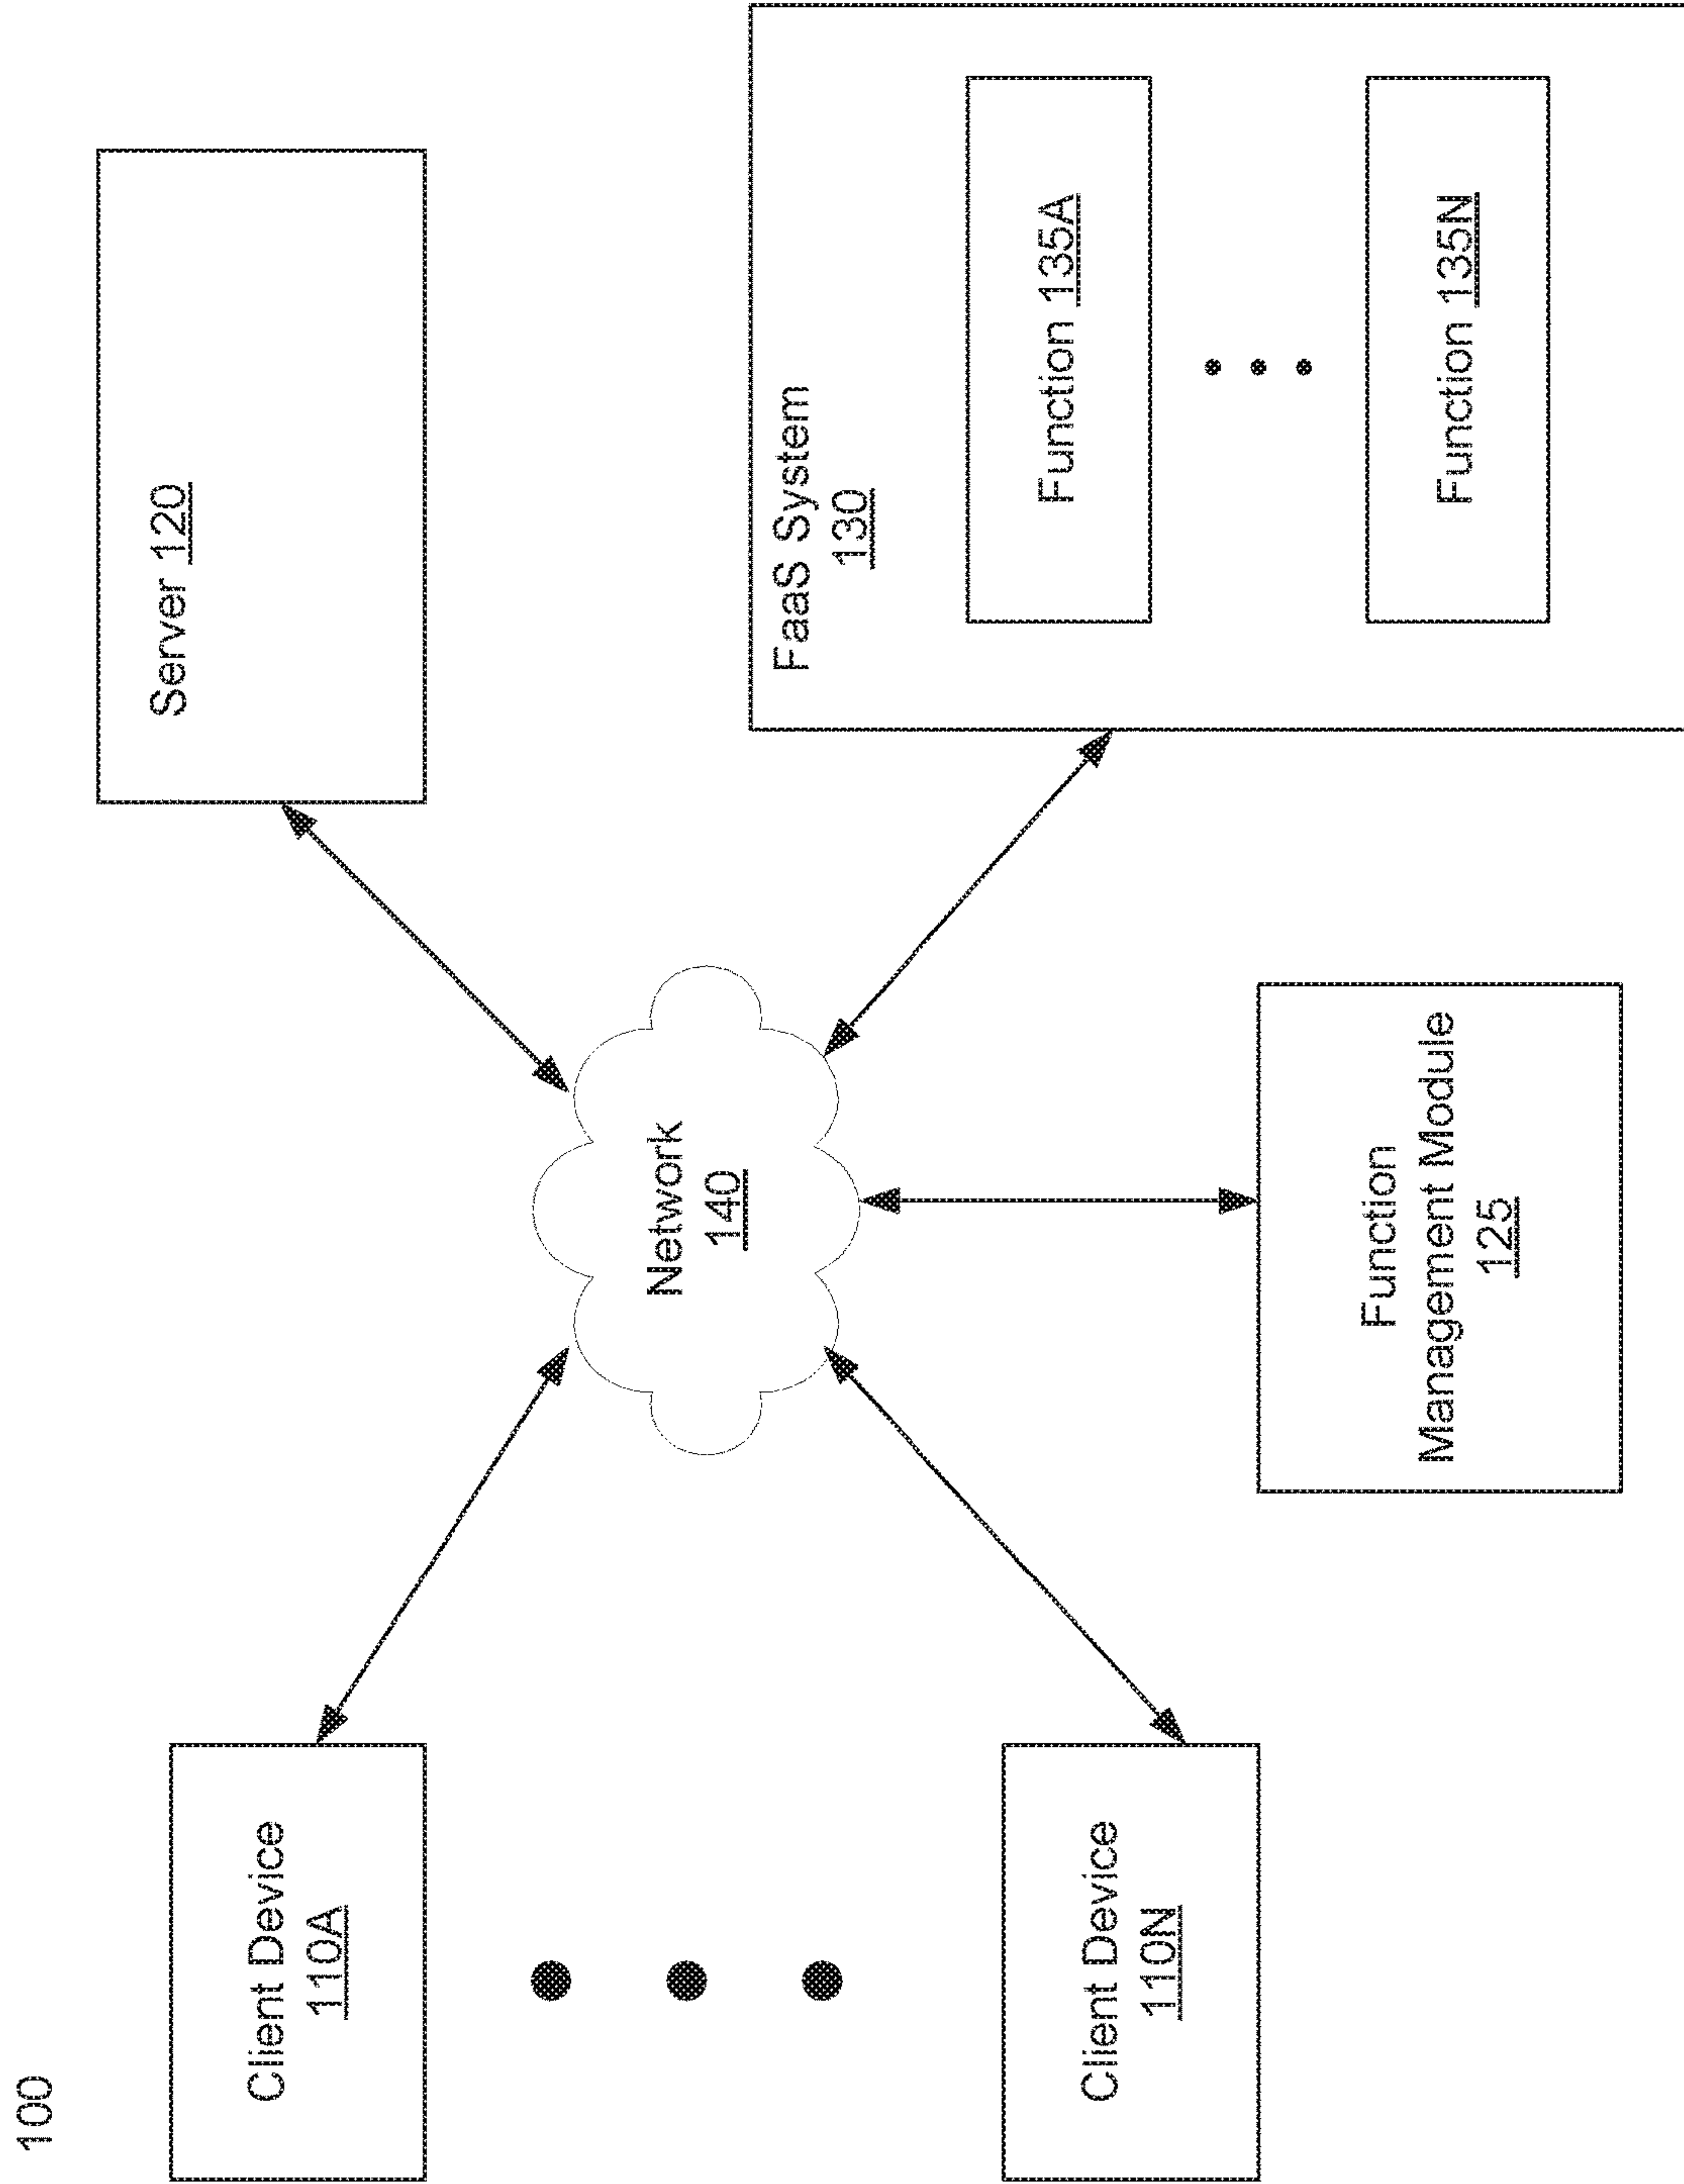 100
Client Device
110A
Client Device
110N
Network
140
Function
Management Module
125
Server 120
FaaS System
130
Function 135A
Function 135N